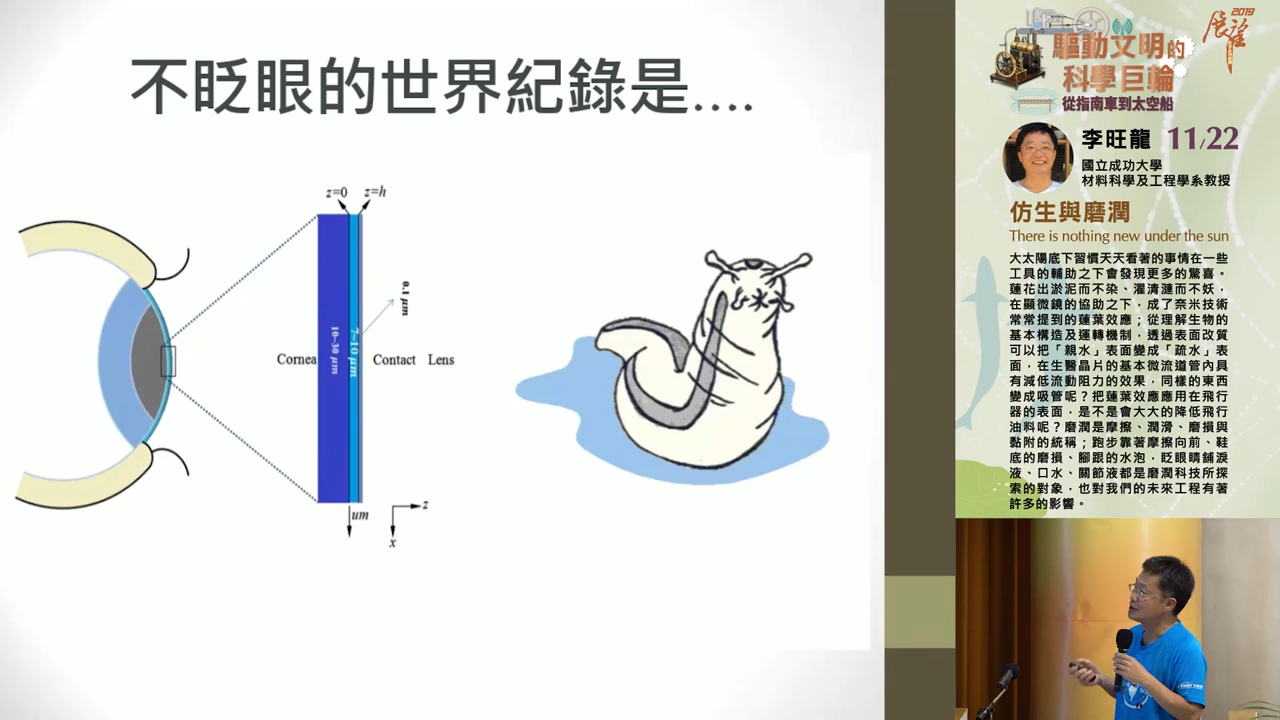 不眨眼的世界紀錄是....
z=0
z=h
0.1 μm
10~30 μm
7~10 μm
Cornea
Contact Lens
um
z
x
2019
展望
驅動文明的
科學巨輪
從指南車到太空船
李旺龍 11/22
國立成功大學
材料科學及工程學系教授
仿生與磨潤
There is nothing new under the sun
大太陽底下習慣天天看著的事情在一些
工具的輔助之下會發現更多的驚喜。
蓮花出淤泥而不染、濯清漣而不妖，
在顯微鏡的協助之下，成了奈米技術
常常提到的蓮葉效應；從理解生物的
基本構造及運轉機制，透過表面改質
可以把「親水」表面變成「疏水」表
面，在生醫晶片的基本微流道管內具
有減低流動阻力的效果，同樣的東西
變成吸管呢？把蓮葉效應應用在飛行
器的表面，是不是會大大的降低飛行
油料呢？磨潤是摩擦、潤滑、磨損與
黏附的統稱；跑步靠著摩擦向前、鞋
底的磨損、腳跟的水泡，眨眼睛舖淚
液、口水、關節液都是磨潤科技所探
索的對象，也對我們的未來工程有著
許多的影響。